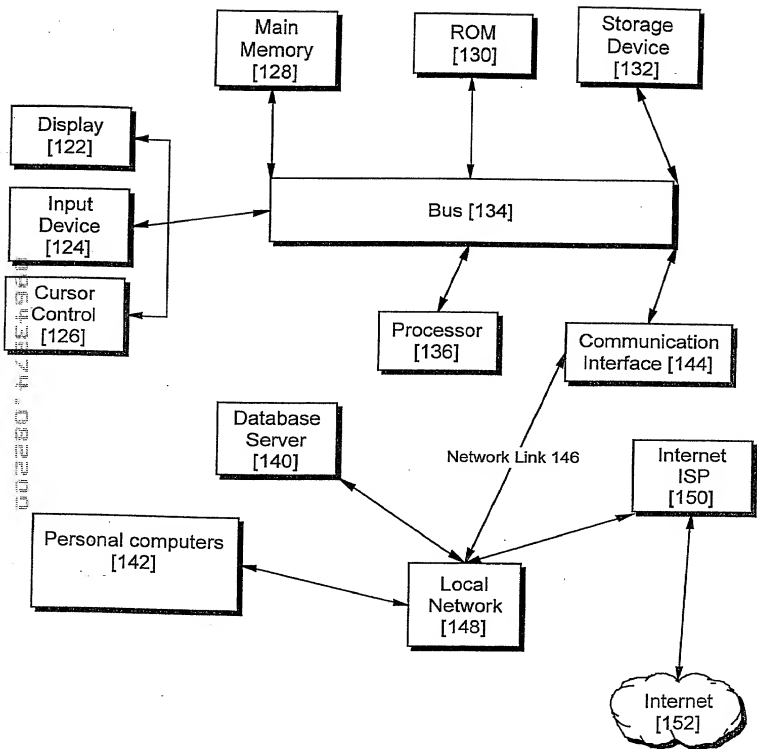 Main
Memory
[128]
ROM
[130]
Storage
Device
[132]
Display
[122]
Input
Device
[124]
Cursor
Control
[126]
Bus [134]
Processor
[136]
Communication
Interface [144]
Database
Server
[140]
Network Link 146
Internet
ISP
[150]
Personal computers
[142]
Local
Network
[148]
Internet
[152]